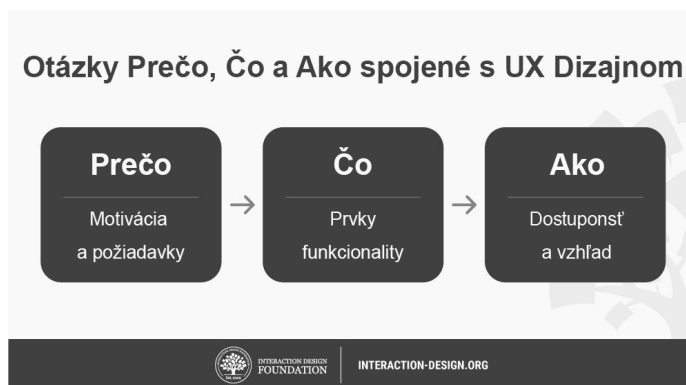 Otázky Prečo, Čo a Ako spojené s UX Dizajnom
Prečo
Motivácia
a požiadavky
Čo
Prvky
funkcionality
Ako
Dostuponsť
a vzhľad
INTERACTION DESIGN
FOUNDATION
INTERACTION-DESIGN.ORG